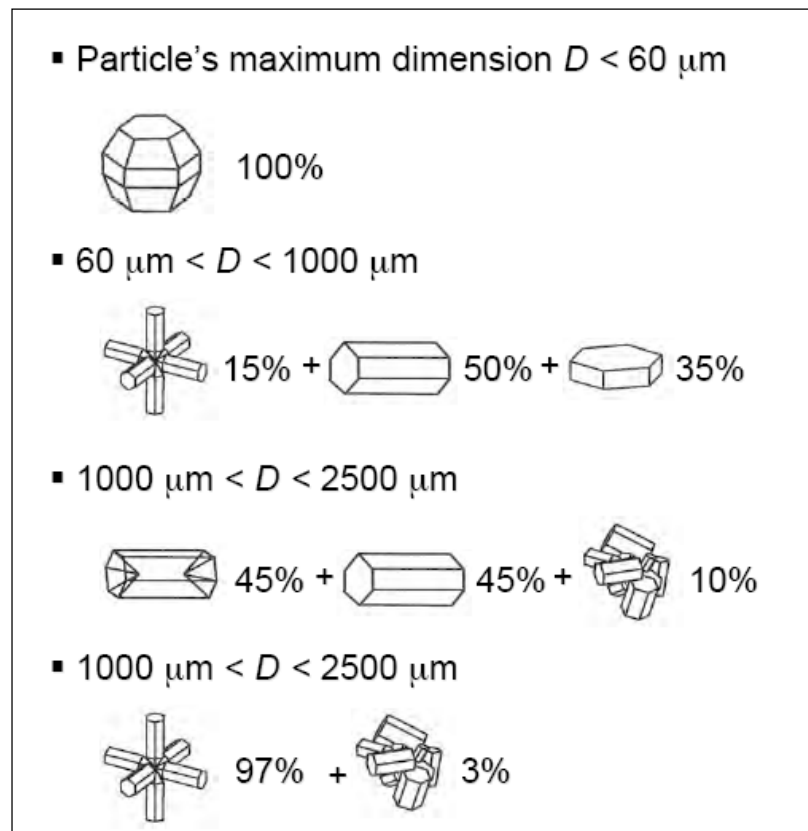 ▪ Particle's maximum dimension D < 60 μm
100%
▪ 60 μm < D < 1000 μm
15% + 50% + 35%
▪ 1000 μm < D < 2500 μm
45% + 45% + 10%
▪ 1000 μm < D < 2500 μm
97% + 3%